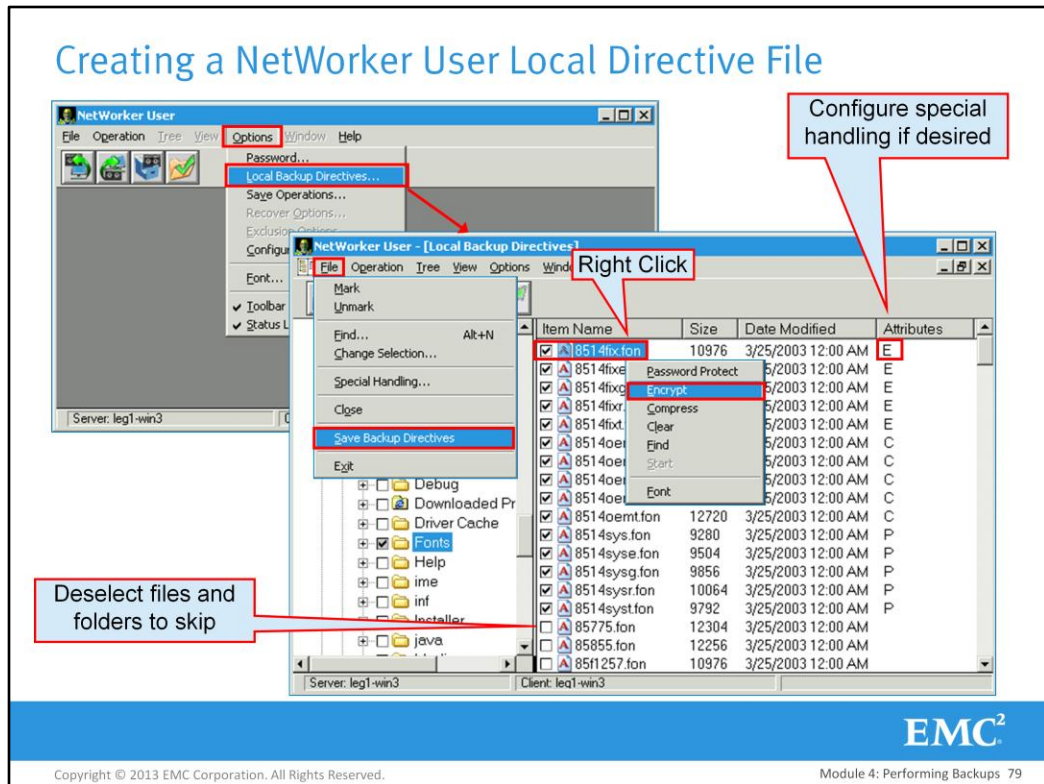 Creating a NetWorker User Local Directive File
NetWorker User
File Operation Tree View Options Window Help
Password...
Local Backup Directives...
Save Operations...
Recover Options...
Configur
Font...
Toolbar
Status L
Server: leg1-win3
Configure special
handling if desired
NetWorker User - [Local Backup Directives]
File Operation Tree View Options
Right Click
Mark
Unmark
Find... Alt+N
Change Selection...
Special Handling...
Close
Save Backup Directives
Exit
Debug
Downloaded Pr
Driver Cache
Fonts
Help
ime
inf
Installer
java
Item Name Size Date Modified Attributes
8514fix.fon 10976 3/25/2003 12:00 AM E
8514fixe 5/2003 12:00 AM E
8514fixg 5/2003 12:00 AM E
8514fixr. 5/2003 12:00 AM E
8514fixt. 5/2003 12:00 AM E
8514oer 5/2003 12:00 AM C
8514oer 5/2003 12:00 AM C
8514oer 5/2003 12:00 AM C
8514oer 5/2003 12:00 AM C
8514oemt.fon 12720 3/25/2003 12:00 AM C
8514sys.fon 9280 3/25/2003 12:00 AM P
8514syse.fon 9504 3/25/2003 12:00 AM P
8514sysg.fon 9856 3/25/2003 12:00 AM P
8514sysr.fon 10064 3/25/2003 12:00 AM P
8514syst.fon 9792 3/25/2003 12:00 AM P
85775.fon 12304 3/25/2003 12:00 AM
85855.fon 12256 3/25/2003 12:00 AM
85f1257.fon 10976 3/25/2003 12:00 AM
Password Protect
Encrypt
Compress
Clear
Find
Start
Font
Deselect files and
folders to skip
Server: leg1-win3 Client: leg1-win3
EMC²
Copyright © 2013 EMC Corporation. All Rights Reserved. Module 4: Performing Backups 79